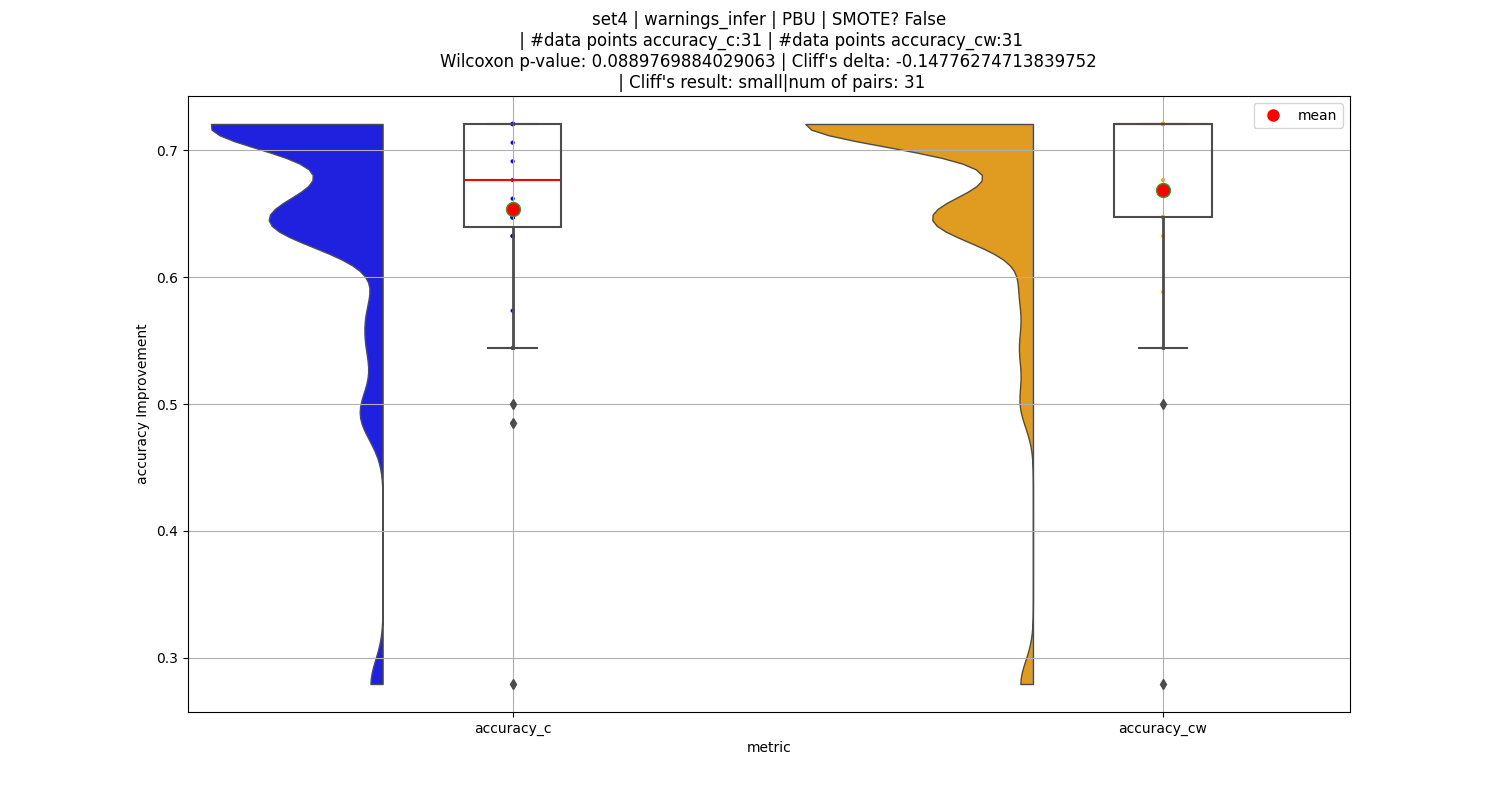 set4 | warnings_infer | PBU | SMOTE? False
| #data points accuracy_c:31 | #data points accuracy_cw:31
Wilcoxon p-value: 0.0889769884029063 | Cliff's delta: -0.14776274713839752
| Cliff's result: small|num of pairs: 31
mean
0.7
0.6
0.5
0.4
0.3
accuracy Improvement
accuracy_c
accuracy_cw
metric